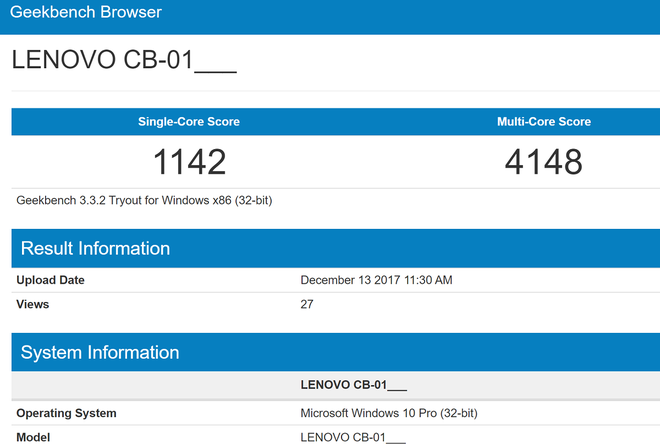 Geekbench Browser
LENOVO CB-01___
Single-Core Score Multi-Core Score
1142 4148
Geekbench 3.3.2 Tryout for Windows x86 (32-bit)
Result Information
Upload Date December 13 2017 11:30 AM
Views 27
System Information
LENOVO CB-01___
Operating System Microsoft Windows 10 Pro (32-bit)
Model LENOVO CB-01___